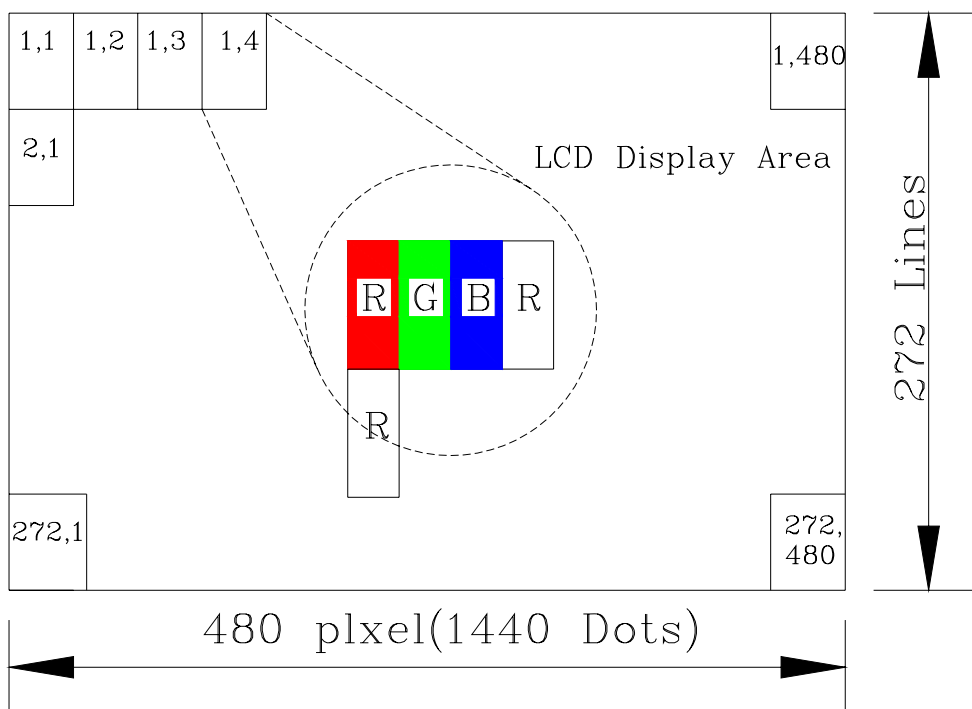 1,1 1,2 1,3 1,4 1,480
2,1
LCD Display Area
R G B R
R
272 Lines
272,1
272,
480
480 plxel(1440 Dots)